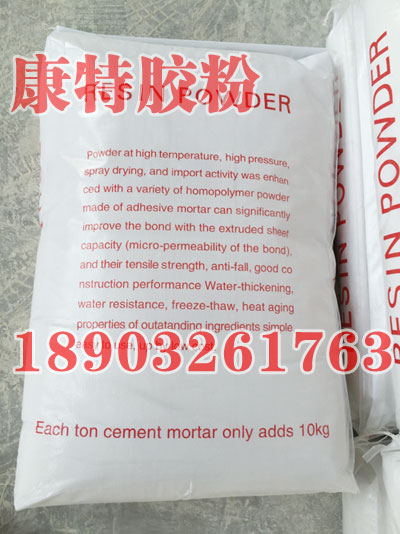 康特胶粉
RESIN POWDER
Powder at high temperature, high pressure,
spray drying, and import activity was enhan
ced with a variety of homopolymer powder
made of adhesive mortar can significantly
improve the bond with the extruded sheet
capacity (micro-permeability of the bond),
and their tensile strength, anti-fall, good co
nstruction performance Water-thickening,
water resistance, freeze-thaw, heat aging
properties of outatanding ingredients simple
18903261763
Each ton cement mortar only adds 10kg
RESIN POWDER
RESIN POWDER